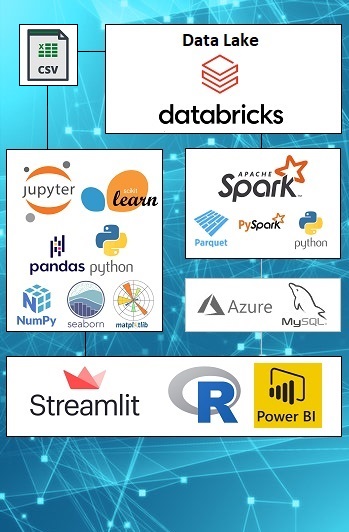 CSV
Data Lake
databricks
jupyter
scikit
learn
pandas
python
NumPy
seaborn
matplotlib
APACHE
Spark
Parquet
PySpark
python
Azure
MySQL
Streamlit
R
Power BI